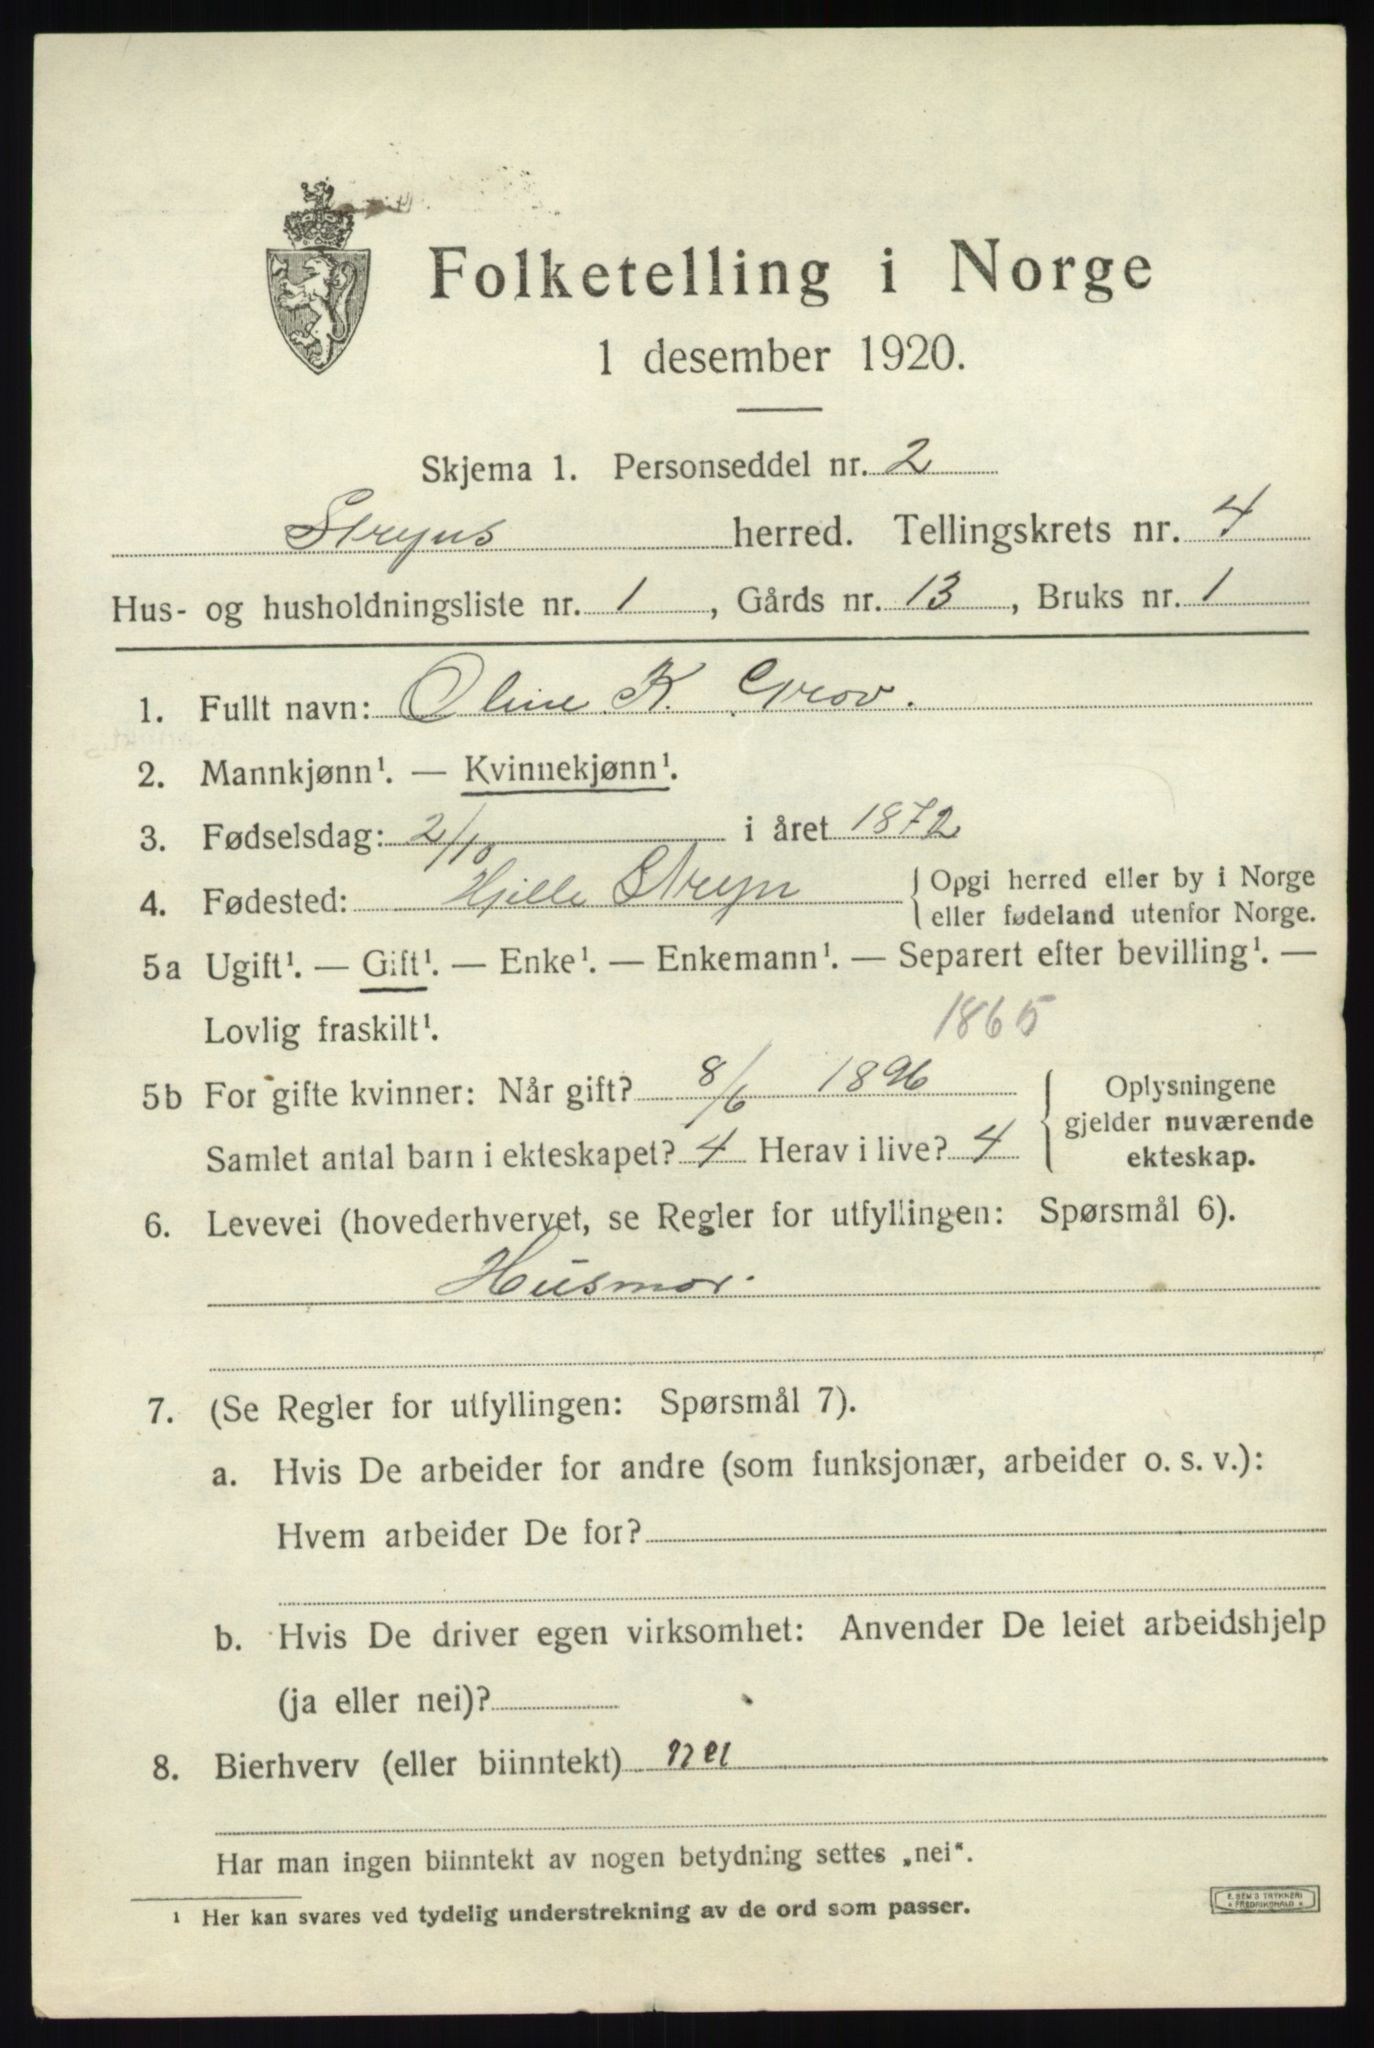 Folketelling i Norge
1 desember 1920.
Skjema 1. Personseddel nr. 2
Stryns herred. Tellingskrets nr. 4
Hus- og husholdningsliste nr. 1, Gårds nr. 13, Bruks nr. 1
1. Fullt navn: Oline K. Grov.
2. Mannkjønn¹. — Kvinnekjønn¹.
3. Fødselsdag: 2/10 i året 1872
4. Fødested: Hjelle Stryn { Opgi herred eller by i Norge
eller fødeland utenfor Norge.
5a Ugift¹. — Gift¹. — Enke¹. — Enkemann¹. — Separert efter bevilling¹. —
Lovlig fraskilt¹. 1865
5b For gifte kvinner: Når gift? 8/6 1896
Samlet antal barn i ekteskapet? 4 Herav i live? 4
{ Oplysningene
gjelder nuværende
ekteskap.
6. Levevei (hovederhvervet, se Regler for utfyllingen: Spørsmål 6).
Husmor.
7. (Se Regler for utfyllingen: Spørsmål 7).
a. Hvis De arbeider for andre (som funksjonær, arbeider o. s. v.):
Hvem arbeider De for?
b. Hvis De driver egen virksomhet: Anvender De leiet arbeidshjelp
(ja eller nei)?
8. Bierhverv (eller biinntekt) nei
Har man ingen biinntekt av nogen betydning settes „nei“.
¹ Her kan svares ved tydelig understrekning av de ord som passer.
E. SEM'S TRYKKERI
* FREDRIKSHALD *